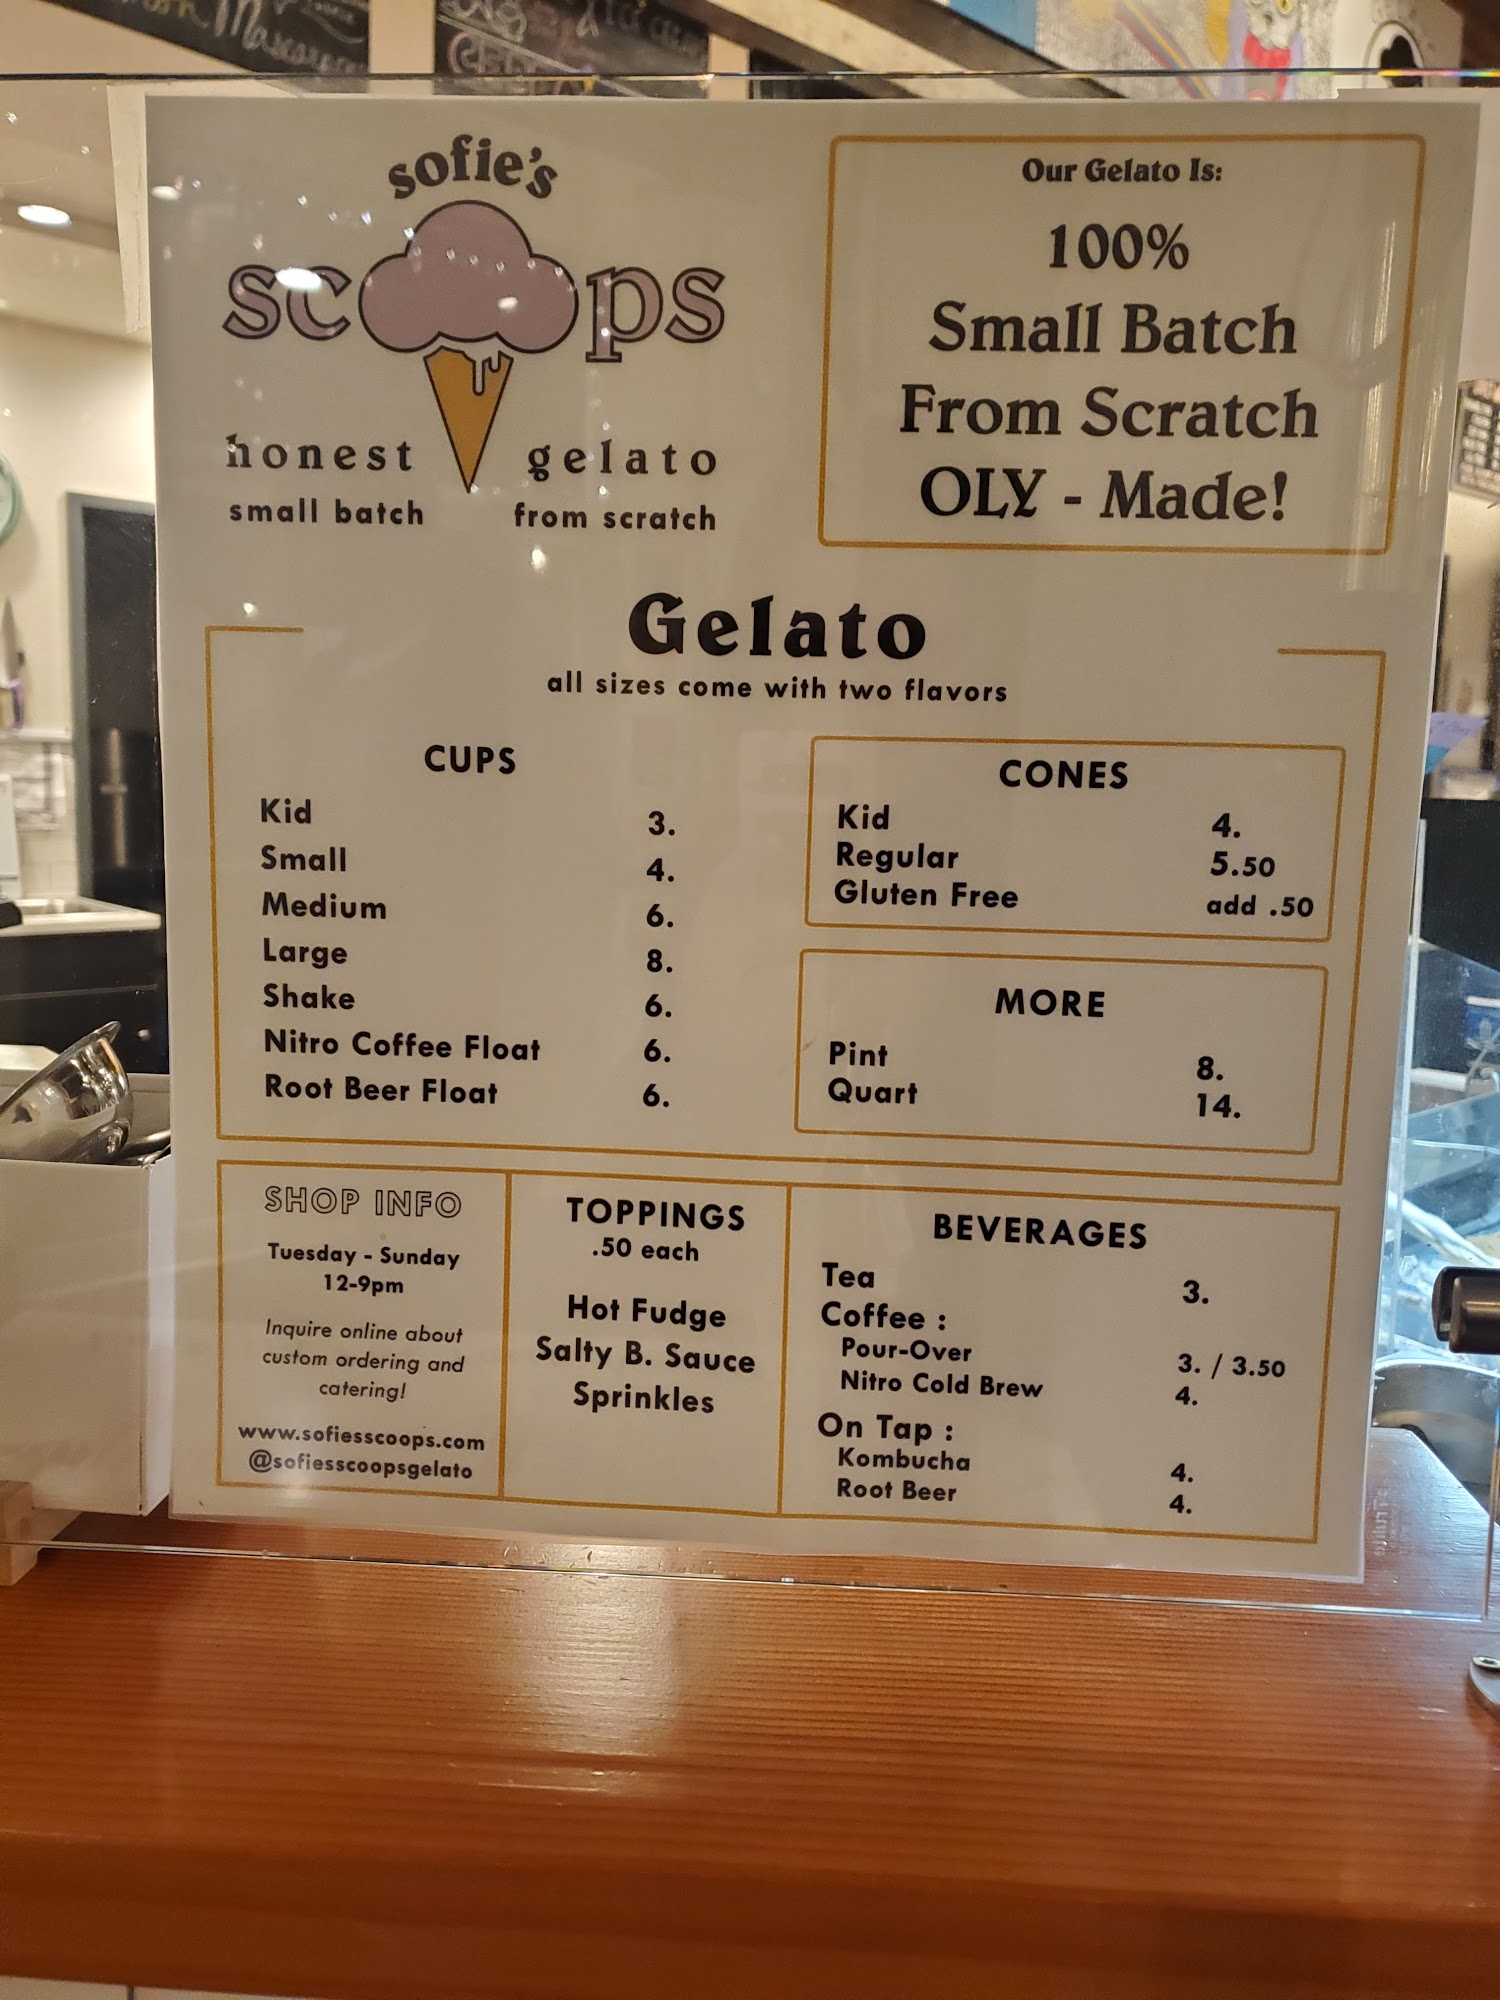 Mascarpone
sofie's
scoops
honest gelato
small batch from scratch
Our Gelato Is:
100%
Small Batch
From Scratch
OLY - Made!
Gelato
all sizes come with two flavors
CUPS
Kid 3.
Small 4.
Medium 6.
Large 8.
Shake 6.
Nitro Coffee Float 6.
Root Beer Float 6.
CONES
Kid 4.
Regular 5.50
Gluten Free add .50
MORE
Pint 8.
Quart 14.
SHOP INFO
Tuesday - Sunday
12-9pm
Inquire online about
custom ordering and
catering!
www.sofiesscoops.com
@sofiesscoopsgelato
TOPPINGS
.50 each
Hot Fudge
Salty B. Sauce
Sprinkles
BEVERAGES
Tea 3.
Coffee :
Pour-Over 3. / 3.50
Nitro Cold Brew 4.
On Tap :
Kombucha 4.
Root Beer 4.